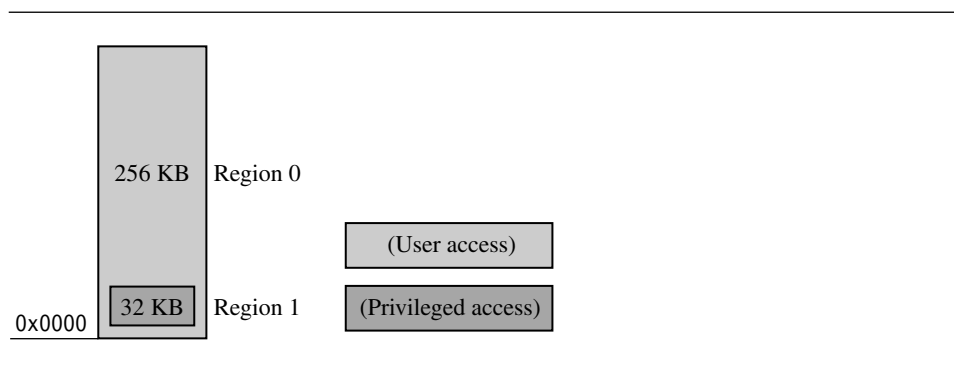 256 KB Region 0
(User access)
32 KB Region 1 (Privileged access)
0x0000